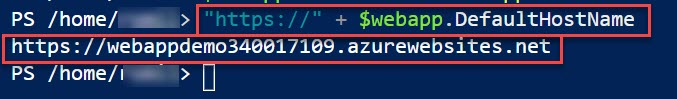 PS /home/ > "https://" + $webapp.DefaultHostName
https://webappdemo340017109.azurewebsites.net
PS /home/ >